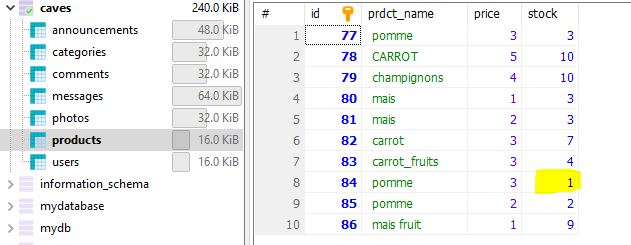 caves 240.0 KiB
announcements 48.0 KiB
categories 32.0 KiB
comments 32.0 KiB
messages 64.0 KiB
photos 32.0 KiB
products 16.0 KiB
users 16.0 KiB
information_schema
mydatabase
mydb
# id prdct_name price stock
1 77 pomme 3 3
2 78 CARROT 5 10
3 79 champignons 4 10
4 80 mais 1 3
5 81 mais 2 3
6 82 carrot 3 7
7 83 carrot_fruits 3 4
8 84 pomme 3 1
9 85 pomme 2 2
10 86 mais fruit 1 9